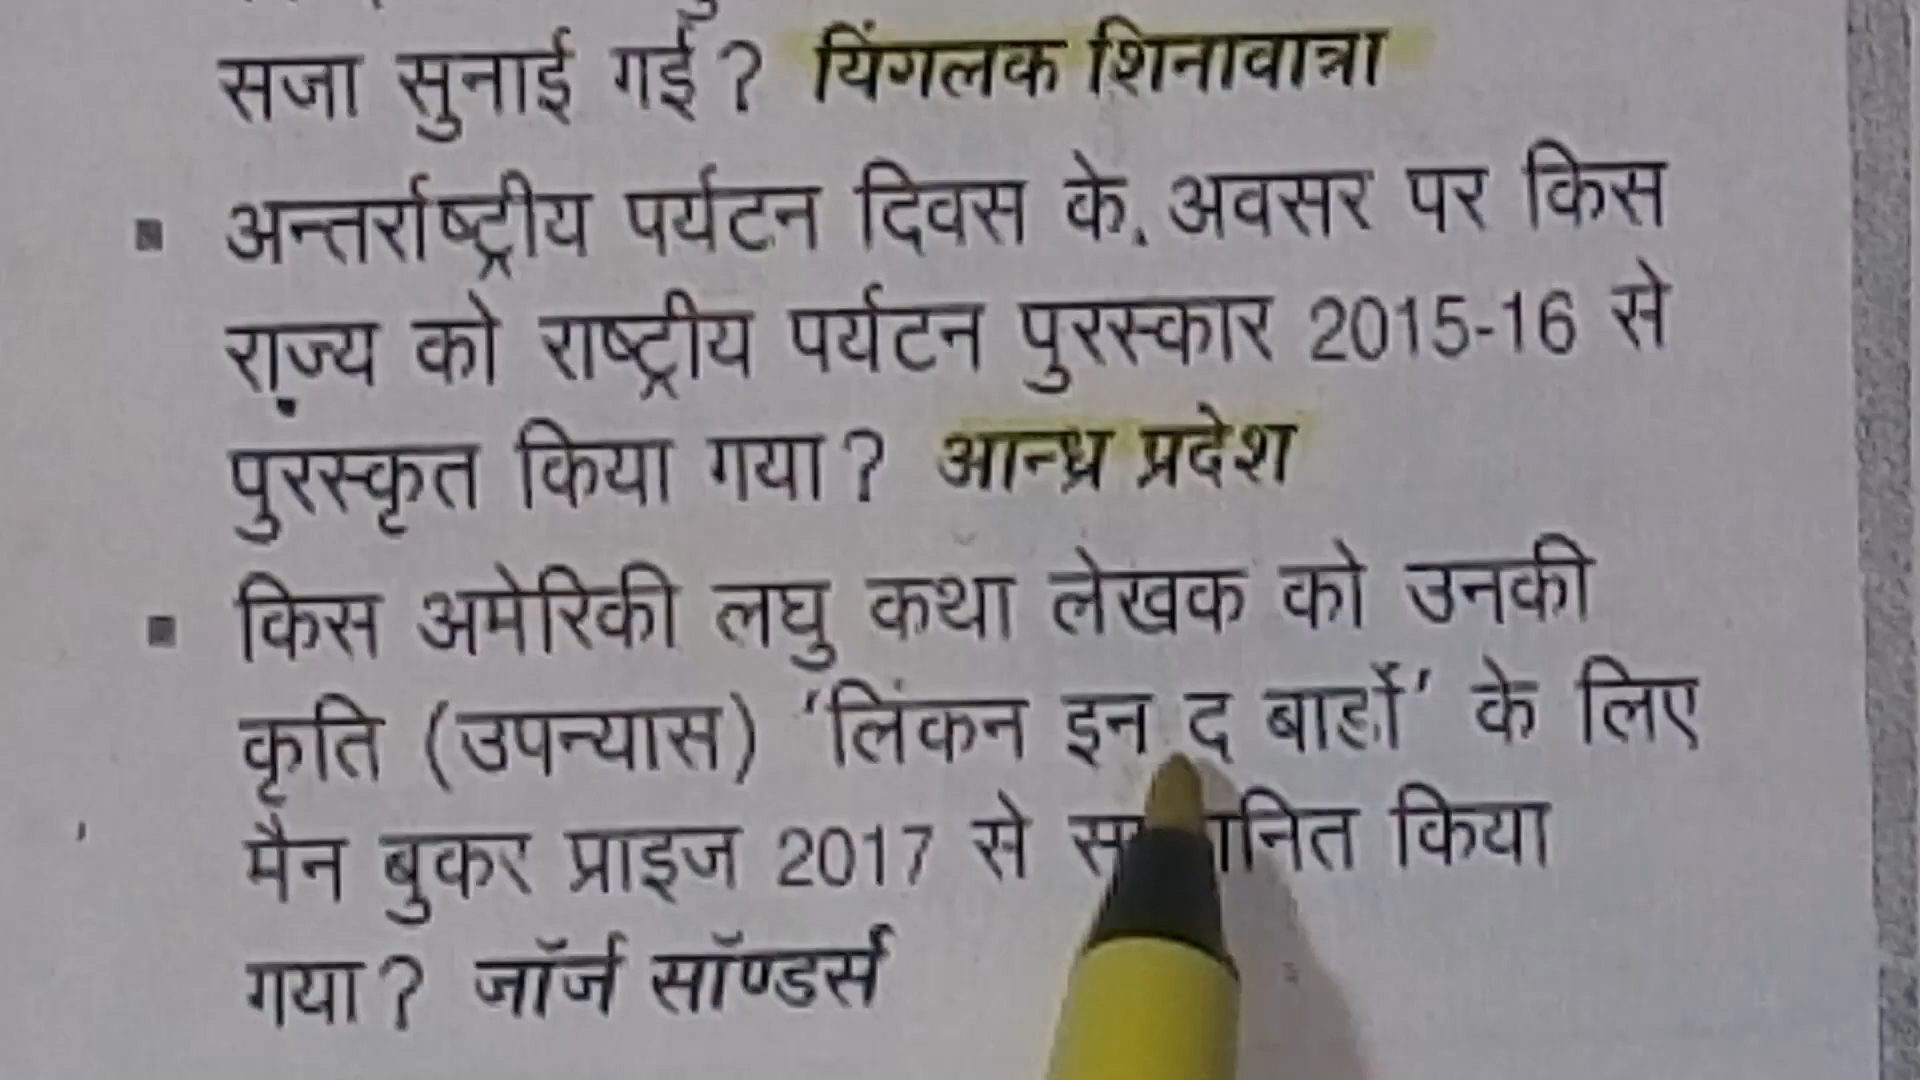 सजा सुनाई गई? यिंगलक शिनावात्रा
▪ अन्तर्राष्ट्रीय पर्यटन दिवस के अवसर पर किस
राज्य को राष्ट्रीय पर्यटन पुरस्कार 2015-16 से
पुरस्कृत किया गया? आन्ध्र प्रदेश
▪ किस अमेरिकी लघु कथा लेखक को उनकी
कृति (उपन्यास) 'लिंकन इन द बार्डो' के लिए
मैन बुकर प्राइज 2017 से किया
गया? जॉर्ज सॉण्डर्स